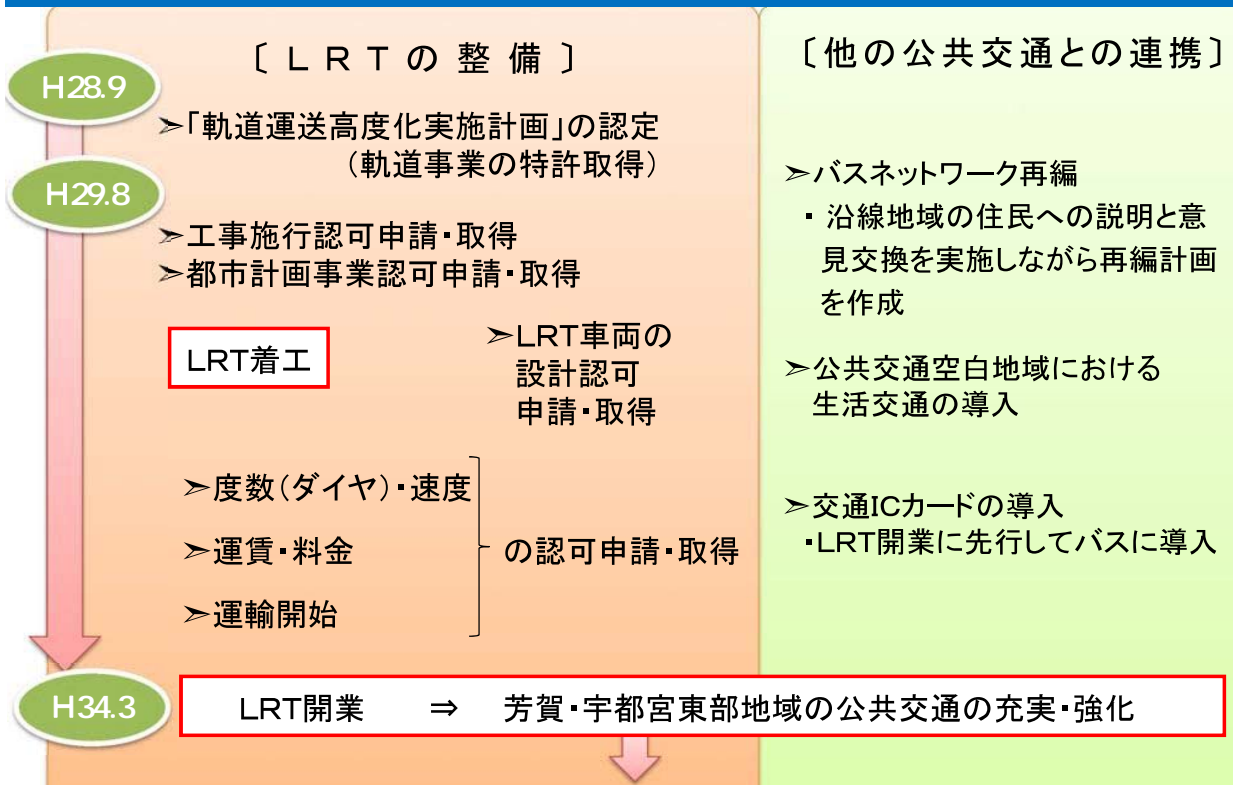 〔LRTの整備〕
H28.9
➣「軌道運送高度化実施計画」の認定
(軌道事業の特許取得)
H29.8
➣工事施行認可申請・取得
➣都市計画事業認可申請・取得
LRT着工
➣LRT車両の
設計認可
申請・取得
➣度数(ダイヤ)・速度
➣運賃・料金
➣運輸開始
の認可申請・取得
〔他の公共交通との連携〕
➣バスネットワーク再編
・沿線地域の住民への説明と意
見交換を実施しながら再編計画
を作成
➣公共交通空白地域における
生活交通の導入
➣交通ICカードの導入
・LRT開業に先行してバスに導入
H34.3
LRT開業 ⇒ 芳賀・宇都宮東部地域の公共交通の充実・強化